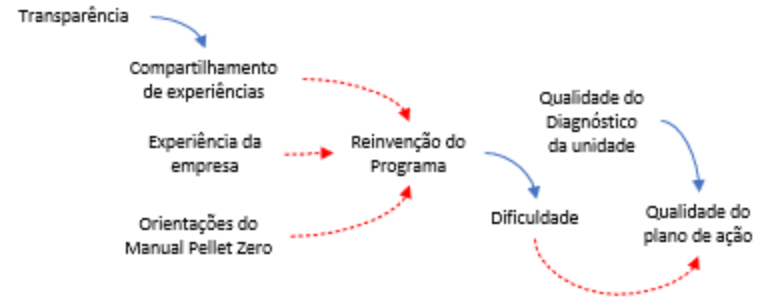 Transparência
Compartilhamento
de experiências
Experiência da
empresa
Orientações do
Manual Pellet Zero
Reinvenção do
Programa
Dificuldade
Qualidade do
Diagnóstico
da unidade
Qualidade do
plano de ação